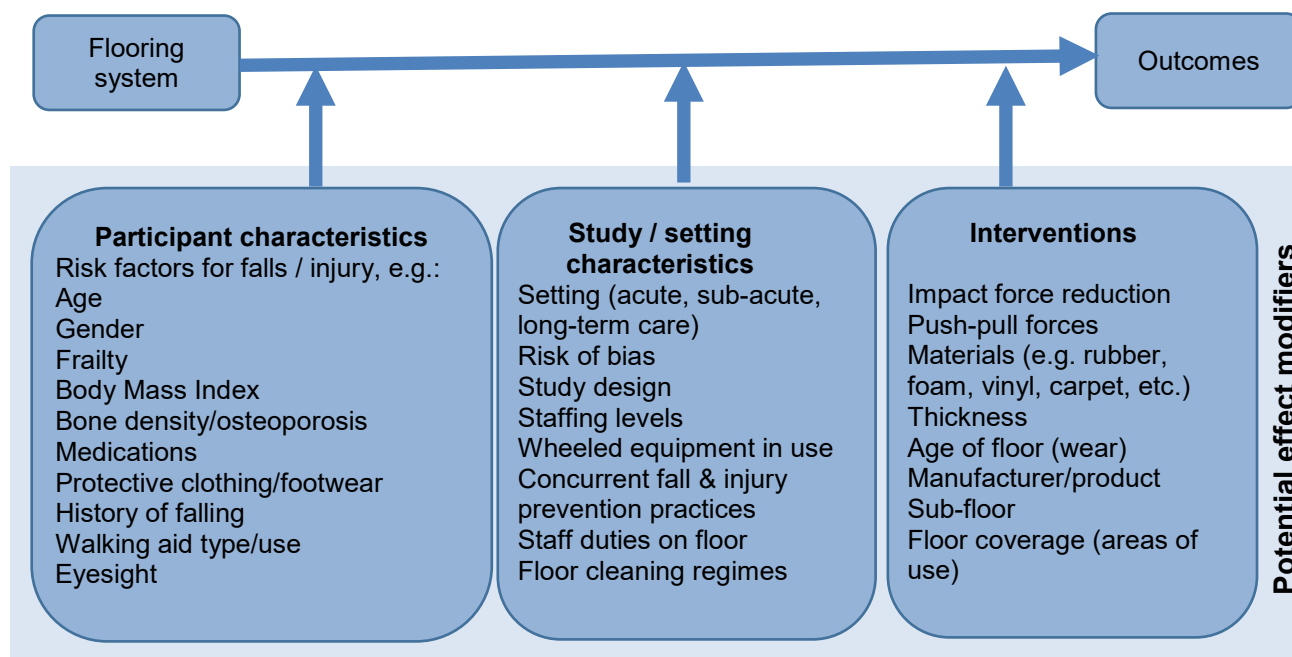 Flooring
system
Outcomes
Participant characteristics
Risk factors for falls / injury, e.g.:
Age
Gender
Frailty
Body Mass Index
Bone density/osteoporosis
Medications
Protective clothing/footwear
History of falling
Walking aid type/use
Eyesight
Study / setting
characteristics
Setting (acute, sub-acute,
long-term care)
Risk of bias
Study design
Staffing levels
Wheeled equipment in use
Concurrent fall & injury
prevention practices
Staff duties on floor
Floor cleaning regimes
Interventions
Impact force reduction
Push-pull forces
Materials (e.g. rubber,
foam, vinyl, carpet, etc.)
Thickness
Age of floor (wear)
Manufacturer/product
Sub-floor
Floor coverage (areas of
use)
Potential effect modifiers